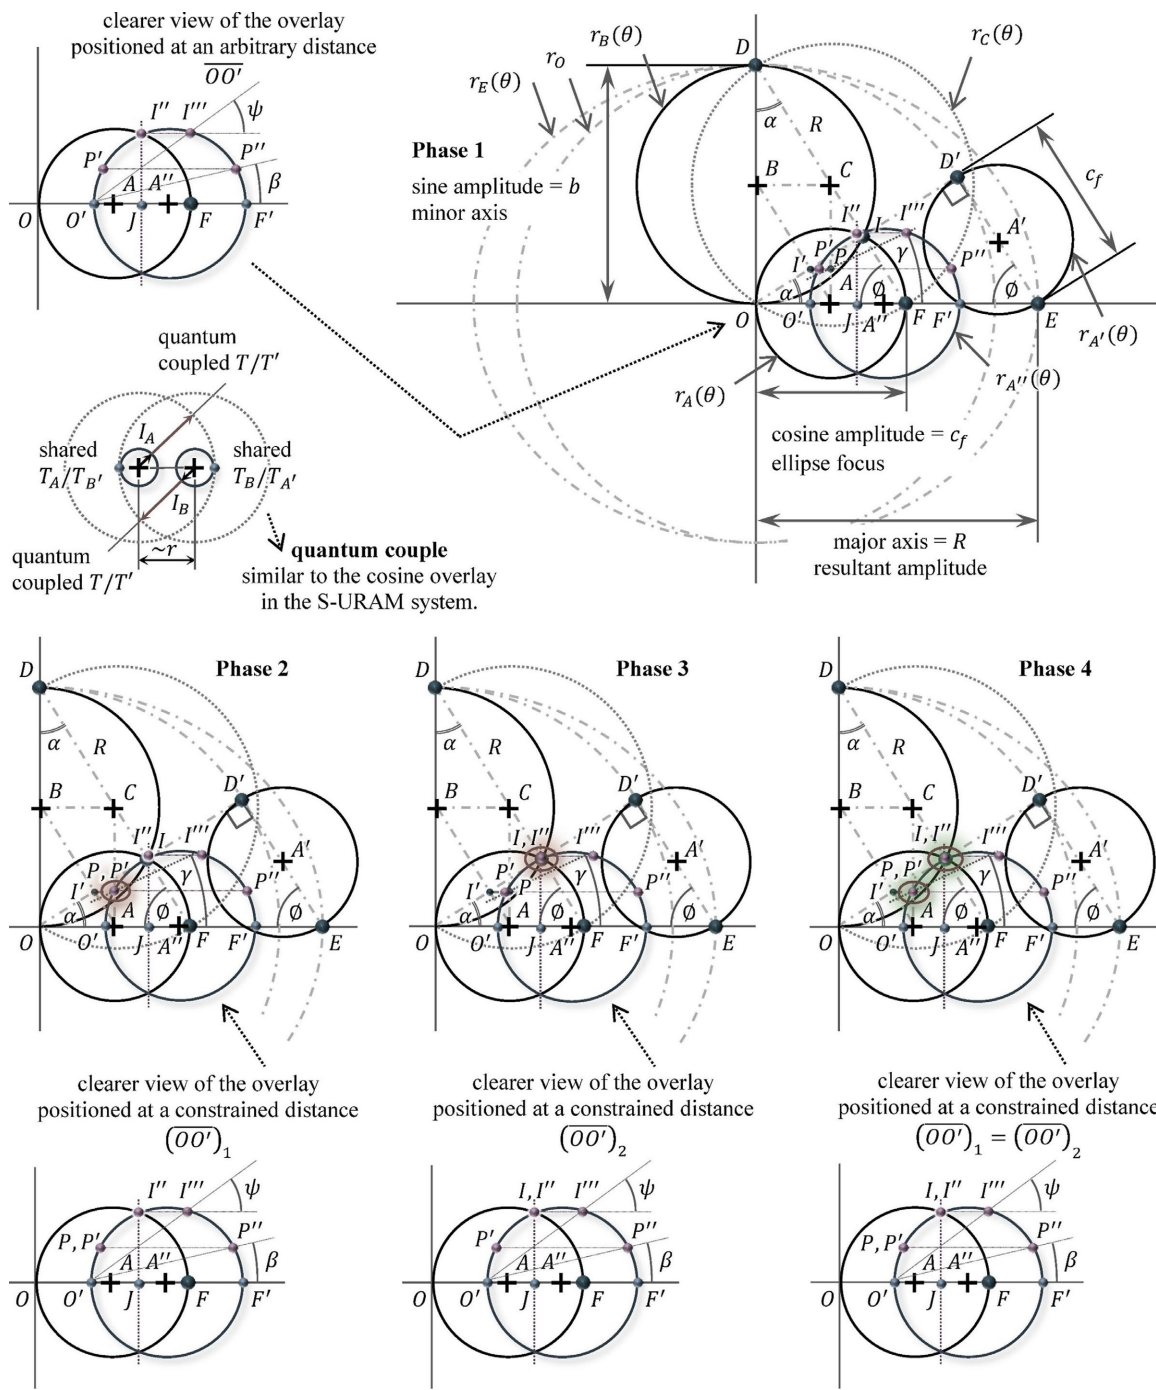 clearer view of the overlay
positioned at an arbitrary distance
OO'
I'' I''' ψ
P' P''
A A'' β
O O' J F F'
quantum
coupled T/T'
I_A
shared shared
T_A/T_B' T_B/T_A'
I_B
quantum
coupled T/T'
~r
quantum couple
similar to the cosine overlay
in the S-URAM system.
r_E(θ) r_O r_B(θ) r_C(θ)
D
α R
Phase 1
sine amplitude = b
minor axis
B C
D' c_f
I'' I I''' A'
I' P' P γ P''
α A ∅ ∅
O O' J A'' F F' E
r_A(θ) r_A''(θ) r_A'(θ)
cosine amplitude = c_f
ellipse focus
major axis = R
resultant amplitude
D Phase 2
α R
B C D'
I'' I I''' A'
I' P, P' γ P''
α A ∅ ∅
O O' J A'' F F' E
clearer view of the overlay
positioned at a constrained distance
(OO')₁
I'' I''' ψ
P, P' P''
A A'' β
O O' J F F'
D Phase 3
α R
B C D'
I, I'' I''' A'
I' P' P γ P''
α A ∅ ∅
O O' J A'' F F' E
clearer view of the overlay
positioned at a constrained distance
(OO')₂
I, I'' I''' ψ
P' P''
A A'' β
O O' J F F'
D Phase 4
α R
B C D'
I, I'' I''' A'
I' P, P' γ P''
α A ∅ ∅
O O' J A'' F F' E
clearer view of the overlay
positioned at a constrained distance
(OO')₁ = (OO')₂
I, I'' I''' ψ
P, P' P''
A A'' β
O O' J F F'